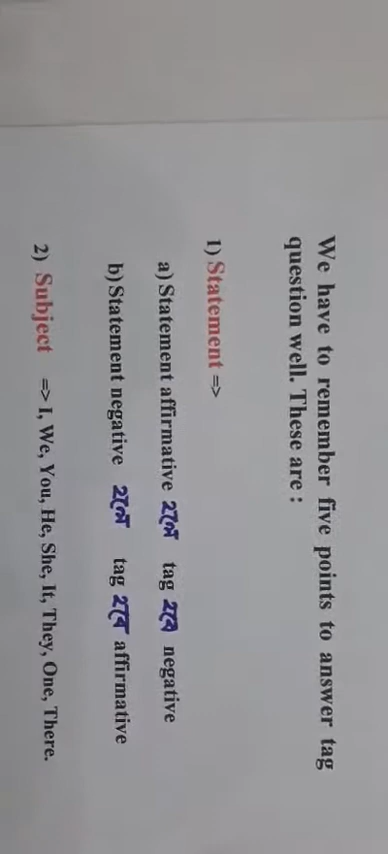 We have to remember five points to answer tag
question well. These are :
1) Statement =>
a) Statement affirmative হলে tag হবে negative
b) Statement negative হলে tag হবে affirmative
2) Subject => I, We, You, He, She, It, They, One, There.